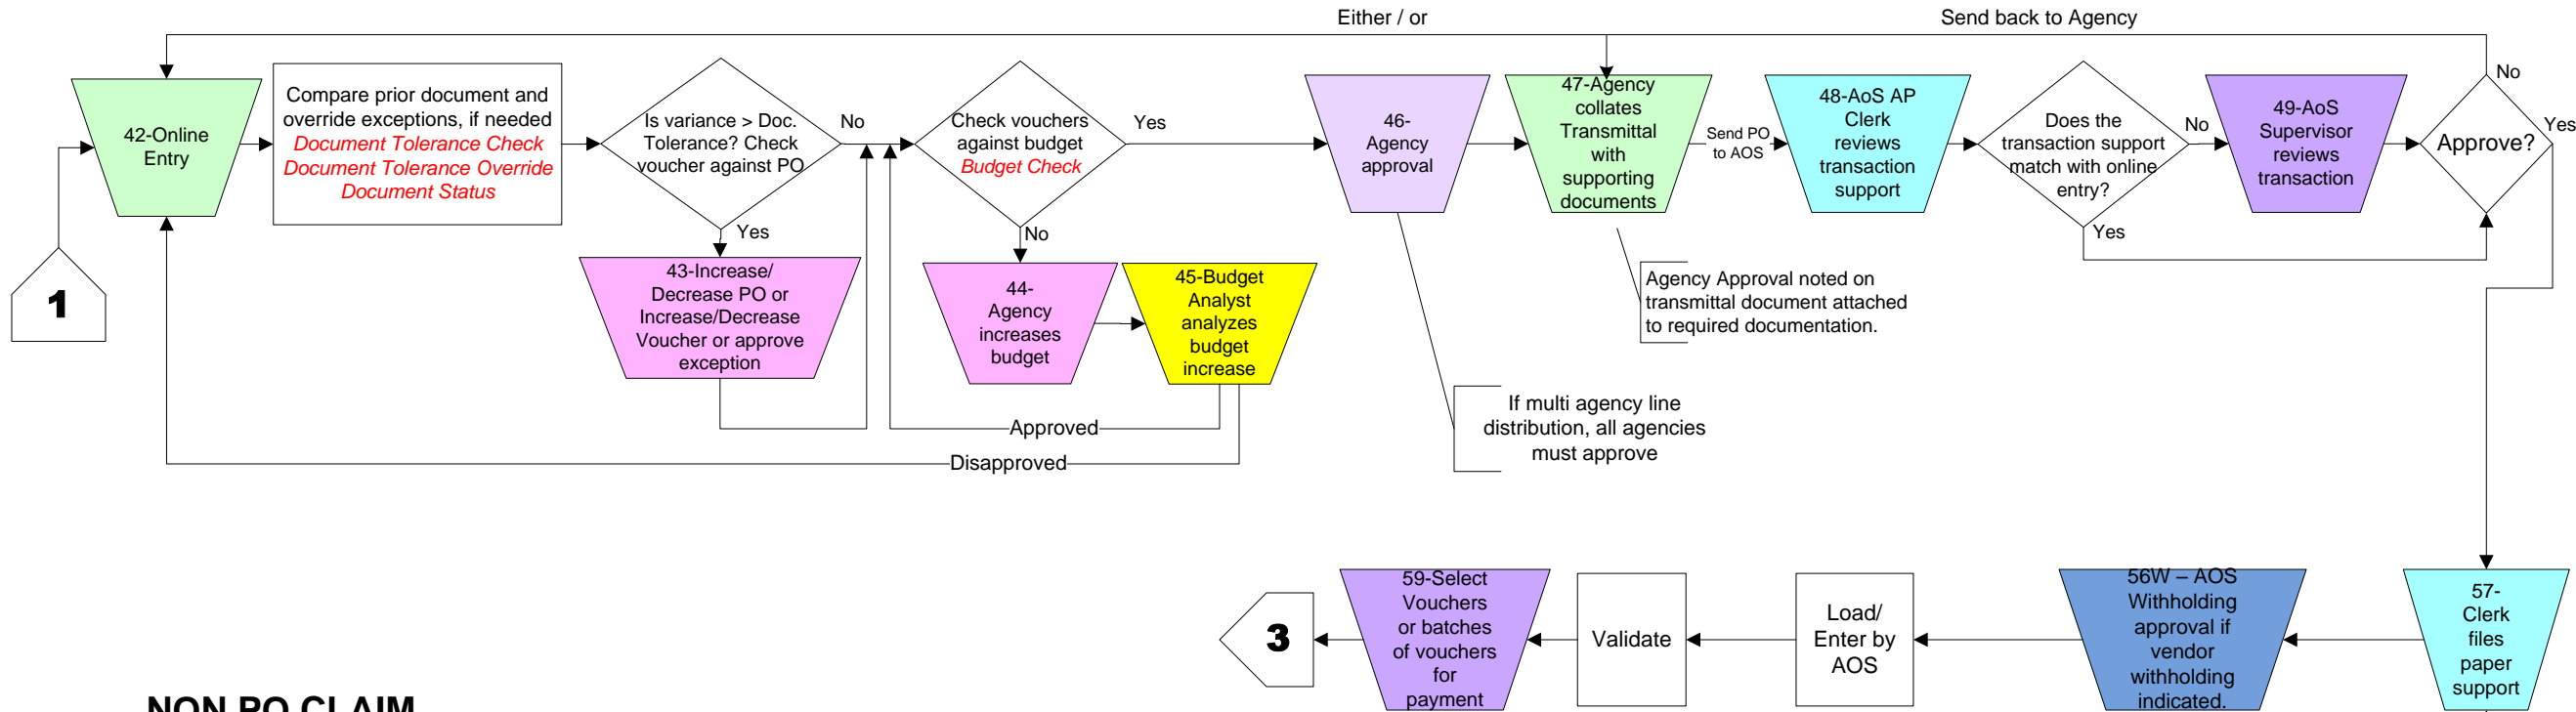 Either / or
Send back to Agency
42-Online
Entry
Compare prior document and
override exceptions, if needed
Document Tolerance Check
Document Tolerance Override
Document Status
Is variance > Doc.
Tolerance? Check
voucher against PO
No
Yes
43-Increase/
Decrease PO or
Increase/Decrease
Voucher or approve
exception
Check vouchers
against budget
Budget Check
Yes
No
44-
Agency
increases
budget
45-Budget
Analyst
analyzes
budget
increase
Approved
Disapproved
46-
Agency
approval
If multi agency line
distribution, all agencies
must approve
47-Agency
collates
Transmittal
with
supporting
documents
Agency Approval noted on
transmittal document attached
to required documentation.
Send PO
to AOS
48-AoS AP
Clerk
reviews
transaction
support
Does the
transaction support
match with online
entry?
No
Yes
49-AoS
Supervisor
reviews
transaction
Approve?
No
Yes
1
57-
Clerk
files
paper
support
56W – AOS
Withholding
approval if
vendor
withholding
indicated.
Load/
Enter by
AOS
Validate
59-Select
Vouchers
or batches
of vouchers
for
payment
3
NON PO CLAIM